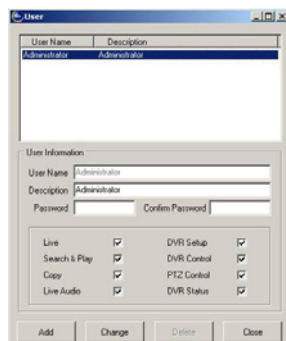 User
User Name Description
Administrator Administrator
User Information
User Name Administrator
Description Administrator
Password Confirm Password
Live DVR Setup
Search & Play DVR Control
Copy PTZ Control
Live Audio DVR Status
Add Change Delete Close